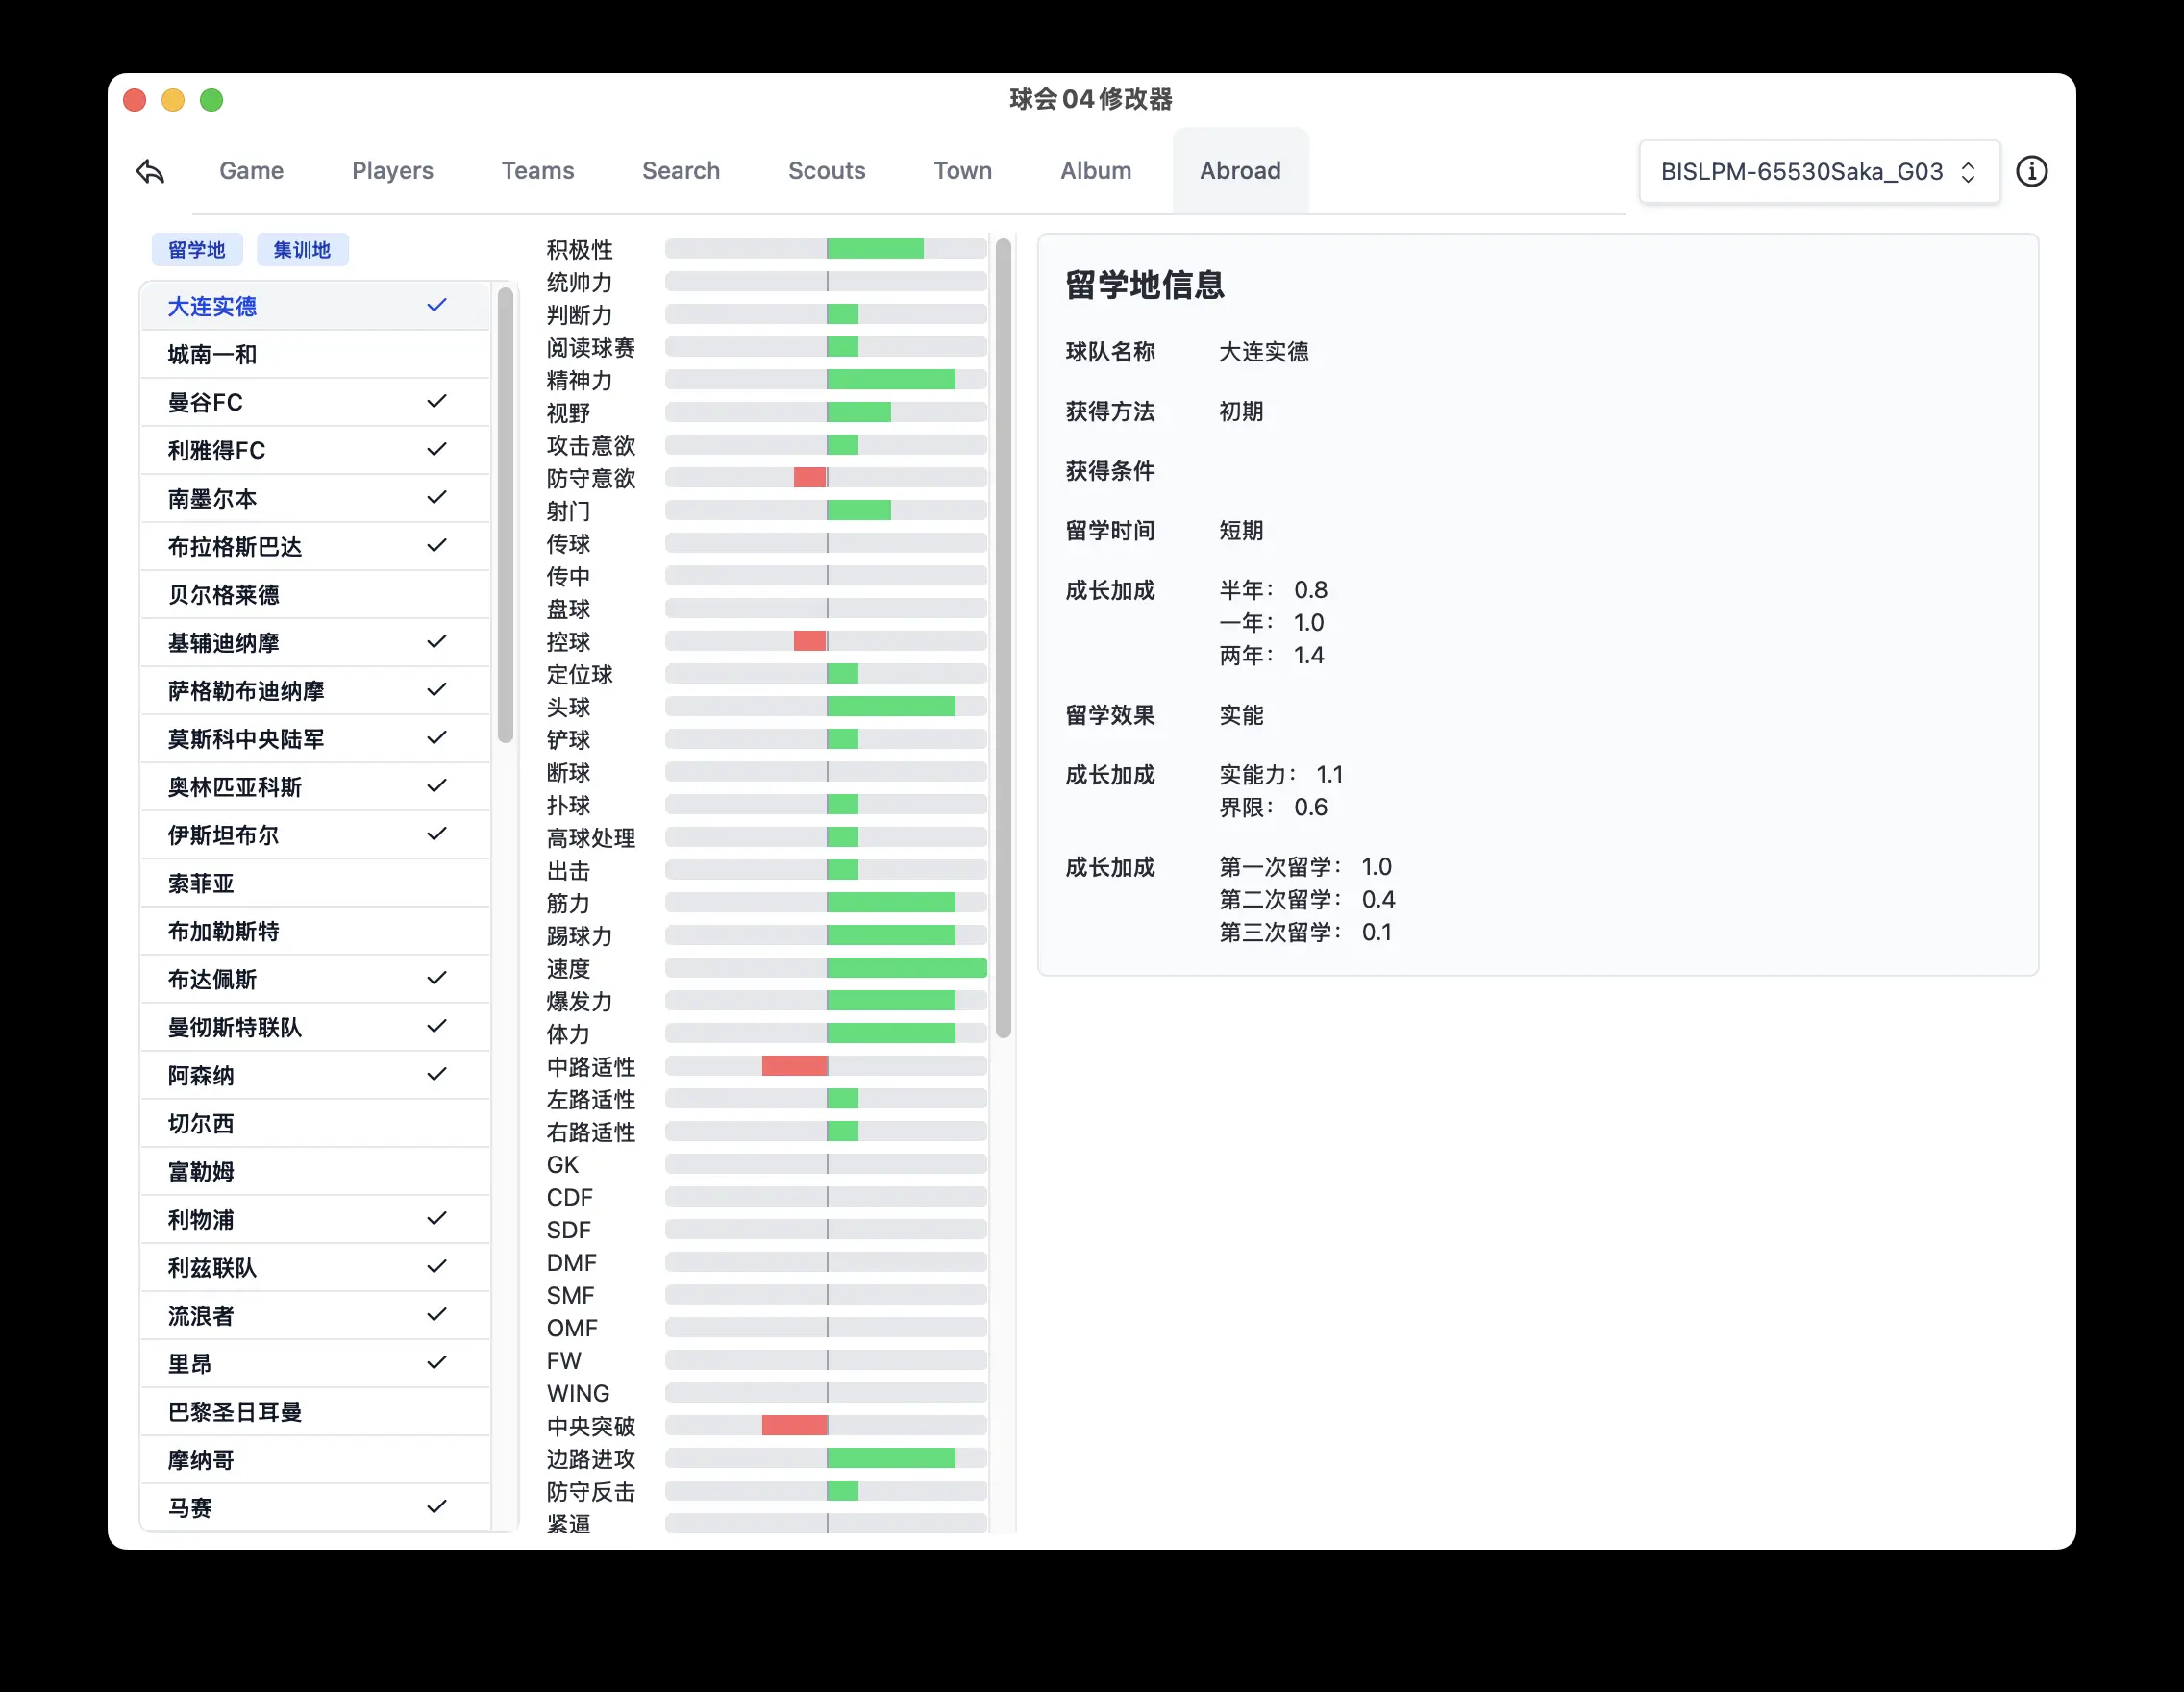 球会04修改器
Game Players Teams Search Scouts Town Album Abroad
BISLPM-65530Saka_G03
留学地 集训地
大连实德
城南一和
曼谷FC
利雅得FC
南墨尔本
布拉格斯巴达
贝尔格莱德
基辅迪纳摩
萨格勒布迪纳摩
莫斯科中央陆军
奥林匹亚科斯
伊斯坦布尔
索菲亚
布加勒斯特
布达佩斯
曼彻斯特联队
阿森纳
切尔西
富勒姆
利物浦
利兹联队
流浪者
里昂
巴黎圣日耳曼
摩纳哥
马赛
积极性
统帅力
判断力
阅读球赛
精神力
视野
攻击意欲
防守意欲
射门
传球
传中
盘球
控球
定位球
头球
铲球
断球
扑球
高球处理
出击
筋力
踢球力
速度
爆发力
体力
中路适性
左路适性
右路适性
GK
CDF
SDF
DMF
SMF
OMF
FW
WING
中央突破
边路进攻
防守反击
紧逼
留学地信息
球队名称 大连实德
获得方法 初期
获得条件
留学时间 短期
成长加成 半年： 0.8
一年： 1.0
两年： 1.4
留学效果 实能
成长加成 实能力： 1.1
界限： 0.6
成长加成 第一次留学： 1.0
第二次留学： 0.4
第三次留学： 0.1